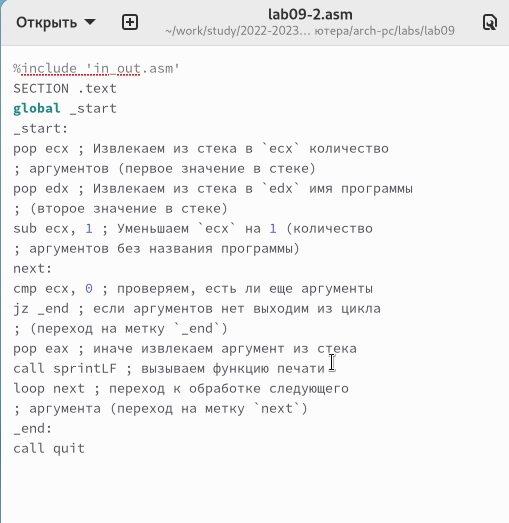 Открыть
lab09-2.asm
~/work/study/2022-2023… ютера/arch-pc/labs/lab09
%include 'in_out.asm'
SECTION .text
global _start
_start:
pop ecx ; Извлекаем из стека в `ecx` количество
; аргументов (первое значение в стеке)
pop edx ; Извлекаем из стека в `edx` имя программы
; (второе значение в стеке)
sub ecx, 1 ; Уменьшаем `ecx` на 1 (количество
; аргументов без названия программы)
next:
cmp ecx, 0 ; проверяем, есть ли еще аргументы
jz _end ; если аргументов нет выходим из цикла
; (переход на метку `_end`)
pop eax ; иначе извлекаем аргумент из стека
call sprintLF ; вызываем функцию печати
loop next ; переход к обработке следующего
; аргумента (переход на метку `next`)
_end:
call quit